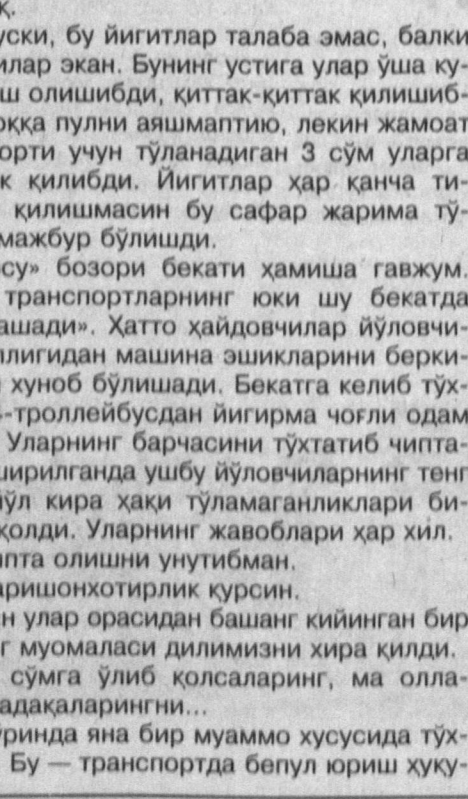 қ.
уски, бу йигитлар талаба эмас, балки
илар экан. Бунинг устига улар ўша ку-
ш олишибди, қиттак-қиттак қилишиб-
оққа пулни аяшмаптию, лекин жамоат
орти учун тўланадиган 3 сўм уларга
к қилибди. Йигитлар ҳар қанча ти-
қилишмасин бу сафар жарима тў-
мажбур бўлишди.
су» бозори бекати ҳамиша гавжум.
транспортларнинг юки шу бекатда
ашади». Ҳатто ҳайдовчилар йўловчи-
плигидан машина эшикларини берки-
хуноб бўлишади. Бекатга келиб тўх-
-троллейбусдан йигирма чоғли одам
Уларнинг барчасини тўхтатиб чипта-
ширилганда ушбу йўловчиларнинг тенг
йўл кира ҳақи тўламаганликлари би-
қолди. Уларнинг жавоблари ҳар хил.
пта олишни унутибман.
аришонхотирлик қурсин.
н улар орасидан башанг кийинган бир
г муомаласи дилимизни хира қилди.
сўмга ўлиб қолсаларинг, ма олла-
адақаларингни...
ўринда яна бир муаммо хусусида тўх-
Бу — транспортда бепул юриш ҳуқу-